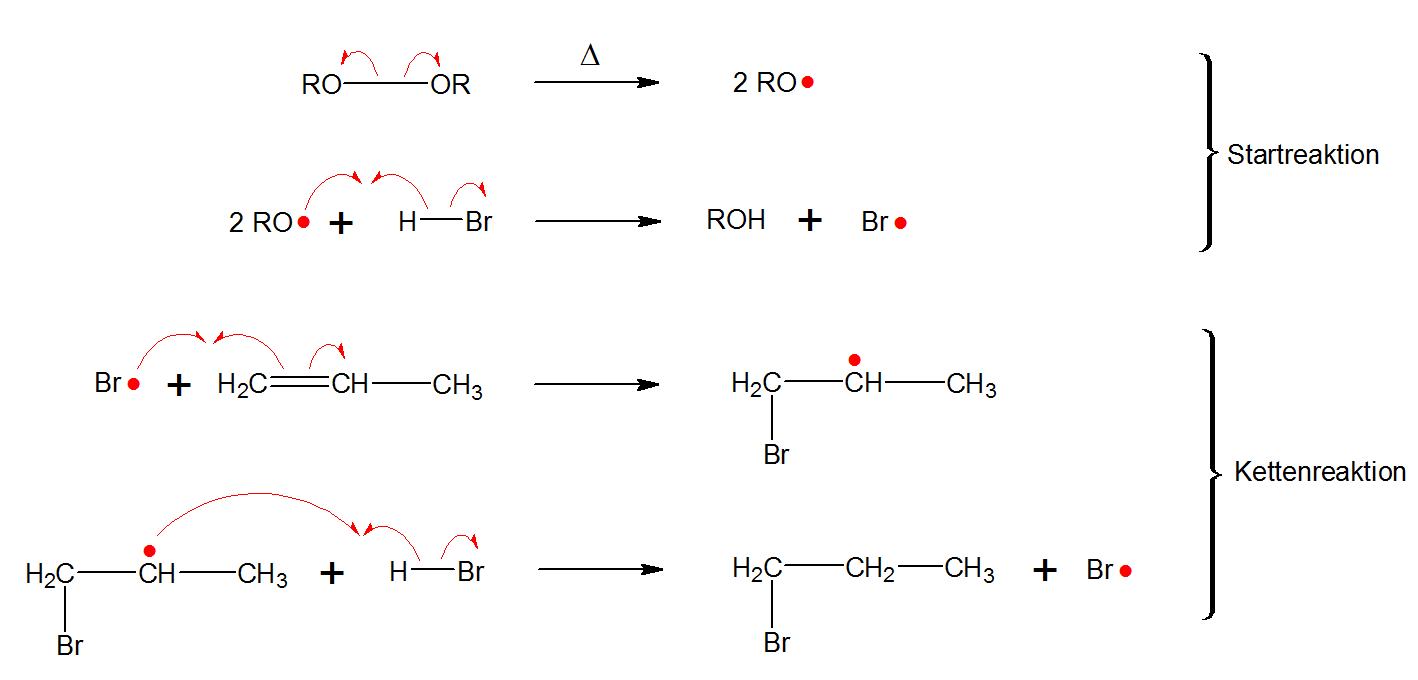 RO OR Δ 2 RO•
Startreaktion
2 RO• + H Br ROH + Br•
Br• + H₂C CH CH₃ H₂C CH CH₃
Br
Kettenreaktion
H₂C CH CH₃ + H Br H₂C CH₂ CH₃ + Br•
Br Br